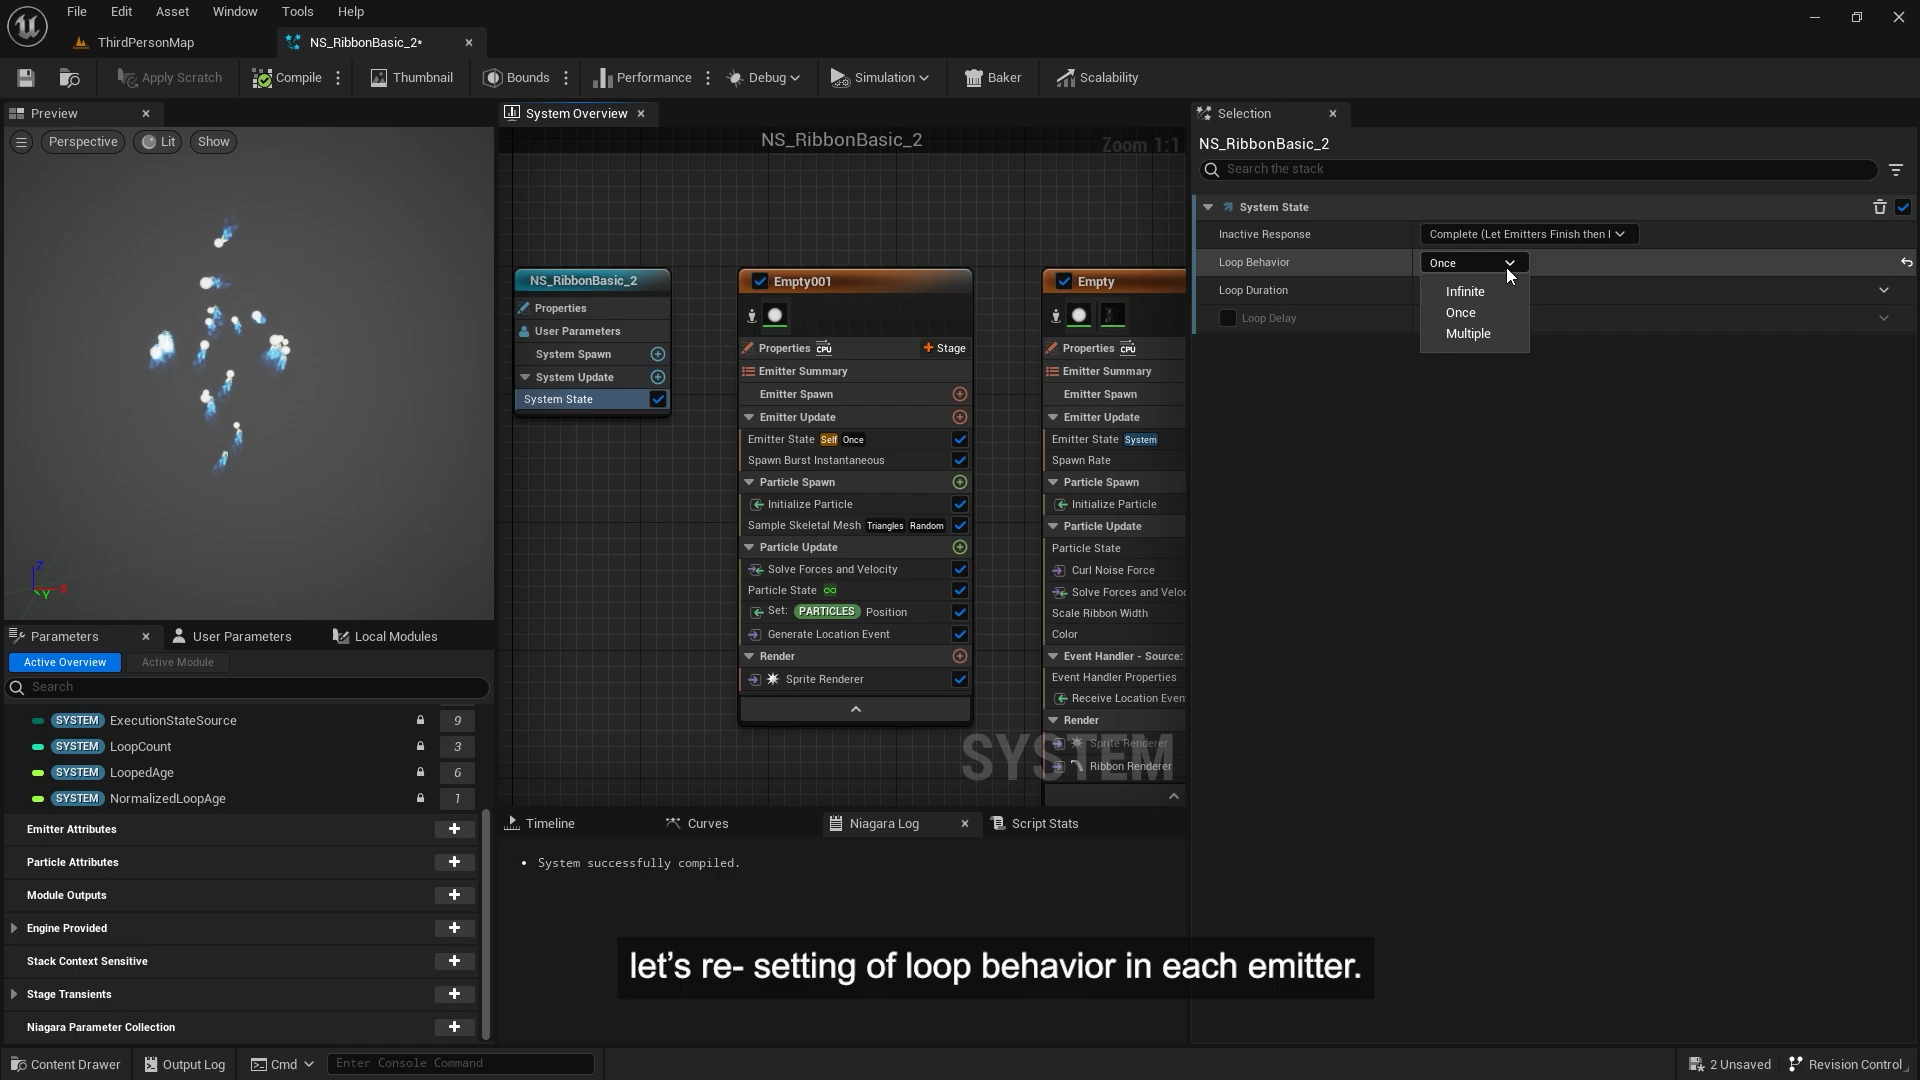 File Edit Asset Window Tools Help
ThirdPersonMap
NS_RibbonBasic_2*
Apply Scratch
Compile
Thumbnail
Bounds
Performance
Debug
Simulation
Baker
Scalability
Preview
Perspective
Lit
Show
Z
X
Y
Parameters
User Parameters
Local Modules
Active Overview
Active Module
Search
SYSTEM ExecutionStateSource 9
SYSTEM LoopCount 3
SYSTEM LoopedAge 6
SYSTEM NormalizedLoopAge 1
Emitter Attributes
Particle Attributes
Module Outputs
Engine Provided
Stack Context Sensitive
Stage Transients
Niagara Parameter Collection
System Overview
NS_RibbonBasic_2
Zoom 1:1
NS_RibbonBasic_2
Properties
User Parameters
System Spawn
System Update
System State
Empty001
Properties CPU Stage
Emitter Summary
Emitter Spawn
Emitter Update
Emitter State Self Once
Spawn Burst Instantaneous
Particle Spawn
Initialize Particle
Sample Skeletal Mesh Triangles Random
Particle Update
Solve Forces and Velocity
Particle State
Set: PARTICLES Position
Generate Location Event
Render
Sprite Renderer
Empty
Properties CPU
Emitter Summary
Emitter Spawn
Emitter Update
Emitter State System
Spawn Rate
Particle Spawn
Initialize Particle
Particle Update
Particle State
Curl Noise Force
Solve Forces and Veloc
Scale Ribbon Width
Color
Event Handler - Source:
Event Handler Properties
Receive Location Even
Render
Sprite Renderer
Ribbon Renderer
SYSTEM
Timeline
Curves
Niagara Log
Script Stats
• System successfully compiled.
Selection
NS_RibbonBasic_2
Search the stack
System State
Inactive Response Complete (Let Emitters Finish then I
Loop Behavior Once
Infinite
Once
Multiple
Loop Duration
Loop Delay
let's re- setting of loop behavior in each emitter.
Content Drawer
Output Log
Cmd
Enter Console Command
2 Unsaved
Revision Control